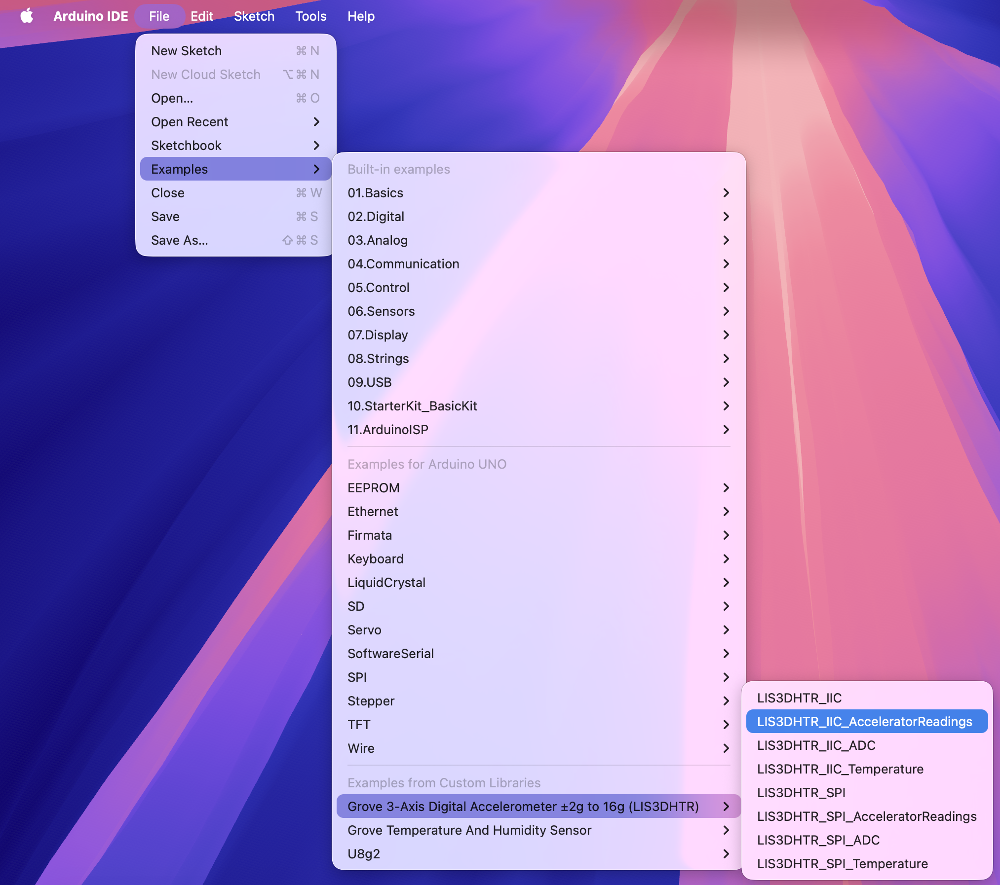 Arduino IDE File Edit Sketch Tools Help
New Sketch ⌘ N
New Cloud Sketch ⌥ ⌘ N
Open... ⌘ O
Open Recent
Sketchbook
Examples
Close ⌘ W
Save ⌘ S
Save As... ⇧ ⌘ S
Built-in examples
01.Basics
02.Digital
03.Analog
04.Communication
05.Control
06.Sensors
07.Display
08.Strings
09.USB
10.StarterKit_BasicKit
11.ArduinoISP
Examples for Arduino UNO
EEPROM
Ethernet
Firmata
Keyboard
LiquidCrystal
SD
Servo
SoftwareSerial
SPI
Stepper
TFT
Wire
Examples from Custom Libraries
Grove 3-Axis Digital Accelerometer ±2g to 16g (LIS3DHTR)
Grove Temperature And Humidity Sensor
U8g2
LIS3DHTR_IIC
LIS3DHTR_IIC_AcceleratorReadings
LIS3DHTR_IIC_ADC
LIS3DHTR_IIC_Temperature
LIS3DHTR_SPI
LIS3DHTR_SPI_AcceleratorReadings
LIS3DHTR_SPI_ADC
LIS3DHTR_SPI_Temperature